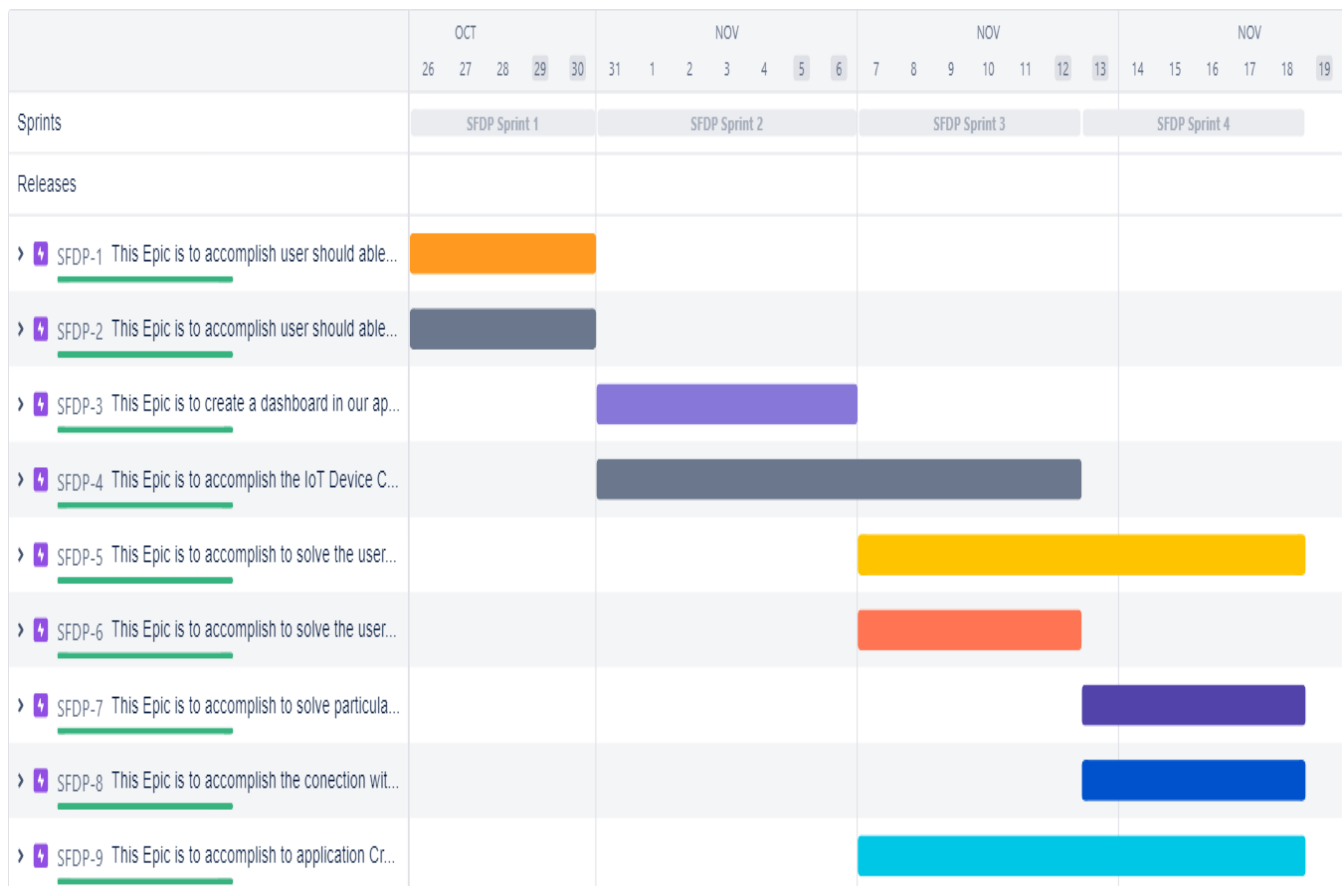 OCT NOV NOV NOV
26 27 28 29 30 31 1 2 3 4 5 6 7 8 9 10 11 12 13 14 15 16 17 18 19
Sprints SFDP Sprint 1 SFDP Sprint 2 SFDP Sprint 3 SFDP Sprint 4
Releases
SFDP-1 This Epic is to accomplish user should able...
SFDP-2 This Epic is to accomplish user should able...
SFDP-3 This Epic is to create a dashboard in our ap...
SFDP-4 This Epic is to accomplish the IoT Device C...
SFDP-5 This Epic is to accomplish to solve the user...
SFDP-6 This Epic is to accomplish to solve the user...
SFDP-7 This Epic is to accomplish to solve particula...
SFDP-8 This Epic is to accomplish the conection wit...
SFDP-9 This Epic is to accomplish to application Cr...